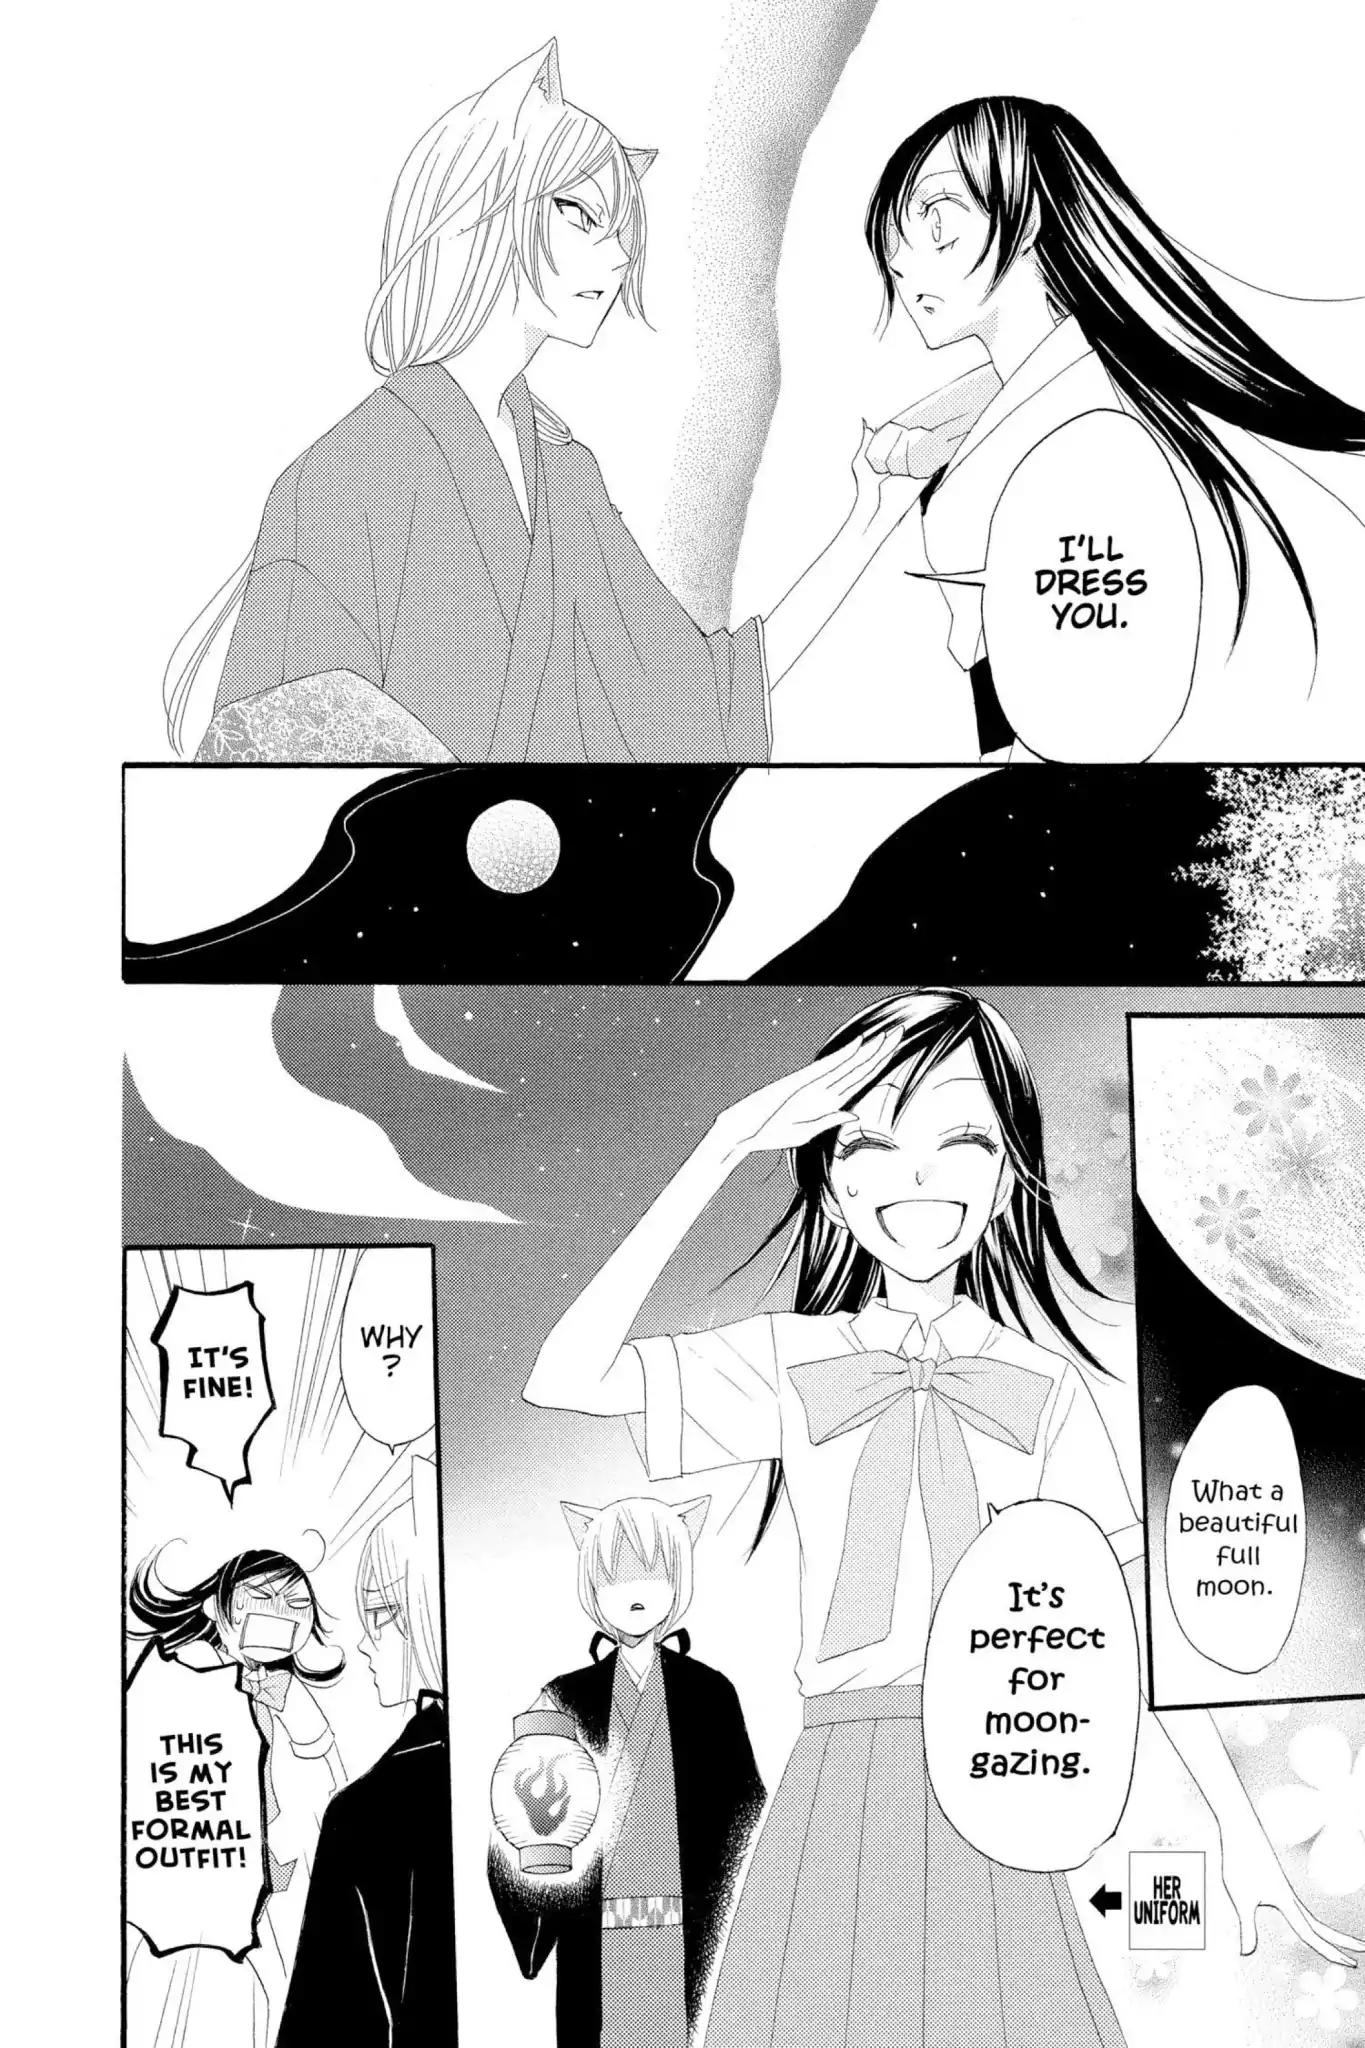 I'LL
DRESS
YOU.
What a
beautiful
full
moon.
It's
perfect
for
moon-
gazing.
HER
UNIFORM
WHY
?
IT'S
FINE!
THIS
IS MY
BEST
FORMAL
OUTFIT!